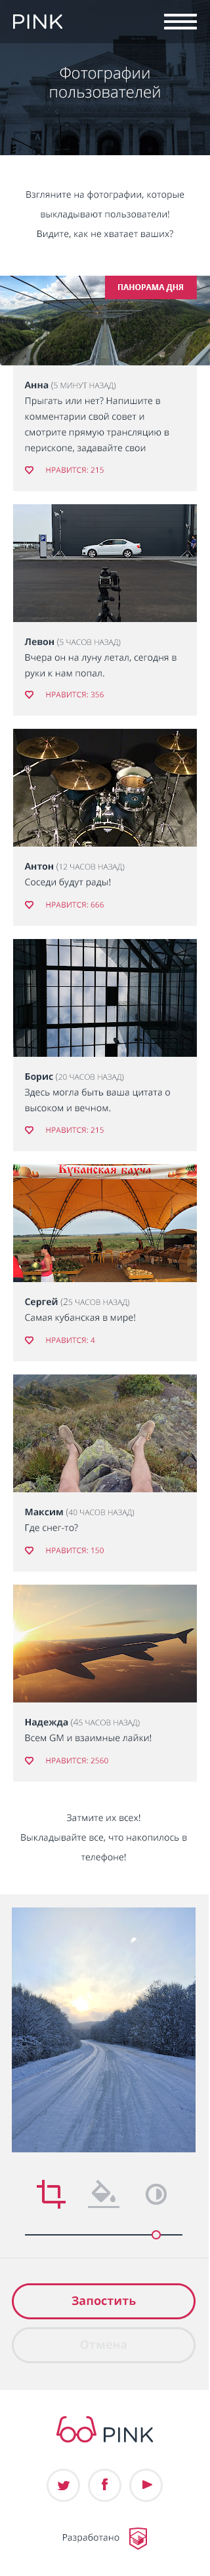 PINK
Фотографии
пользователей
Взгляните на фотографии, которые
выкладывают пользователи!
Видите, как не хватает ваших?
ПАНОРАМА ДНЯ
Анна (5 МИНУТ НАЗАД)
Прыгать или нет? Напишите в
комментарии свой совет и
смотрите прямую трансляцию в
перископе, задавайте свои
НРАВИТСЯ: 215
Левон (5 ЧАСОВ НАЗАД)
Вчера он на луну летал, сегодня в
руки к нам попал.
НРАВИТСЯ: 356
Антон (12 ЧАСОВ НАЗАД)
Соседи будут рады!
НРАВИТСЯ: 666
Борис (20 ЧАСОВ НАЗАД)
Здесь могла быть ваша цитата о
высоком и вечном.
НРАВИТСЯ: 215
Кубанская бахча
Сергей (25 ЧАСОВ НАЗАД)
Самая кубанская в мире!
НРАВИТСЯ: 4
Максим (40 ЧАСОВ НАЗАД)
Где снег-то?
НРАВИТСЯ: 150
Надежда (45 ЧАСОВ НАЗАД)
Всем GM и взаимные лайки!
НРАВИТСЯ: 2560
Затмите их всех!
Выкладывайте все, что накопилось в
телефоне!
Запостить
Отмена
PINK
Разработано